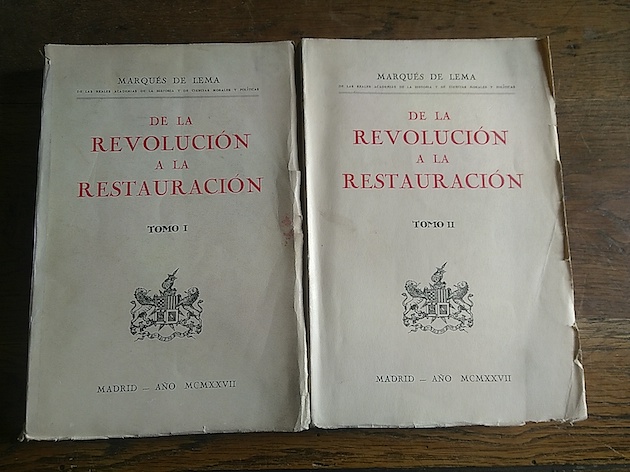 MARQUÉS DE LEMA
DE LAS REALES ACADEMIAS DE LA HISTORIA Y DE CIENCIAS MORALES Y POLÍTICAS
DE LA
REVOLUCIÓN
A LA
RESTAURACIÓN
TOMO I
MADRID — AÑO MCMXXVII
MARQUÉS DE LEMA
DE LAS REALES ACADEMIAS DE LA HISTORIA Y DE CIENCIAS MORALES Y POLÍTICAS
DE LA
REVOLUCIÓN
A LA
RESTAURACIÓN
TOMO II
MADRID — AÑO MCMXXVII